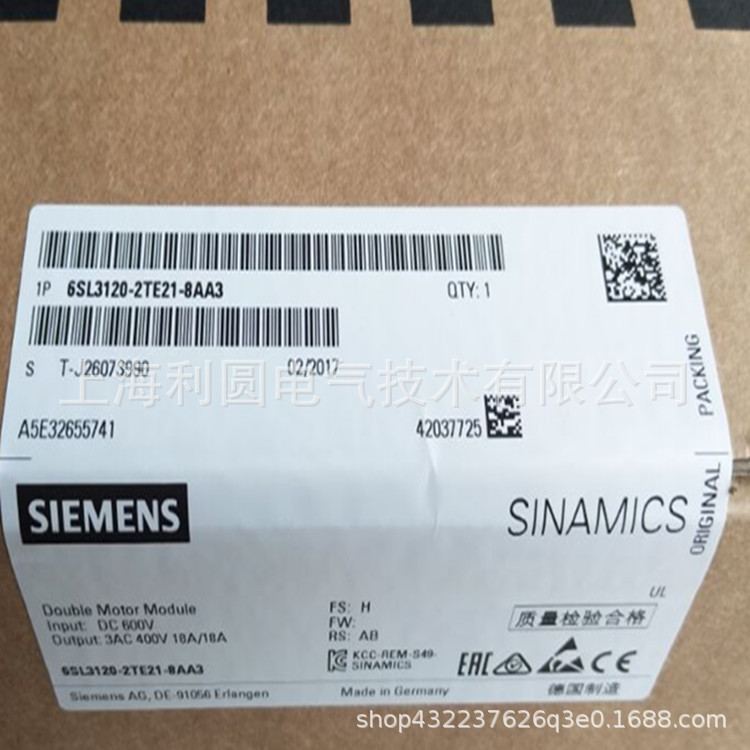 1P 6SL3120-2TE21-8AA3 QTY: 1
S T-J26073990 02/2017
上海利圆电气技术有限公司
A5E32655741 42037725
ORIGINAL PACKING
SIEMENS SINAMICS
UL
Double Motor Module FS: H
Input: DC 600V FW:
Output: 3AC 400V 18A/18A RS: AB
质量检验合格
KCC-REM-S49-
SINAMICS
6SL3120-2TE21-8AA3
EAC CE
Siemens AG, DE-91056 Erlangen Made in Germany 德国制造
shop432237626q3e0.1688.com